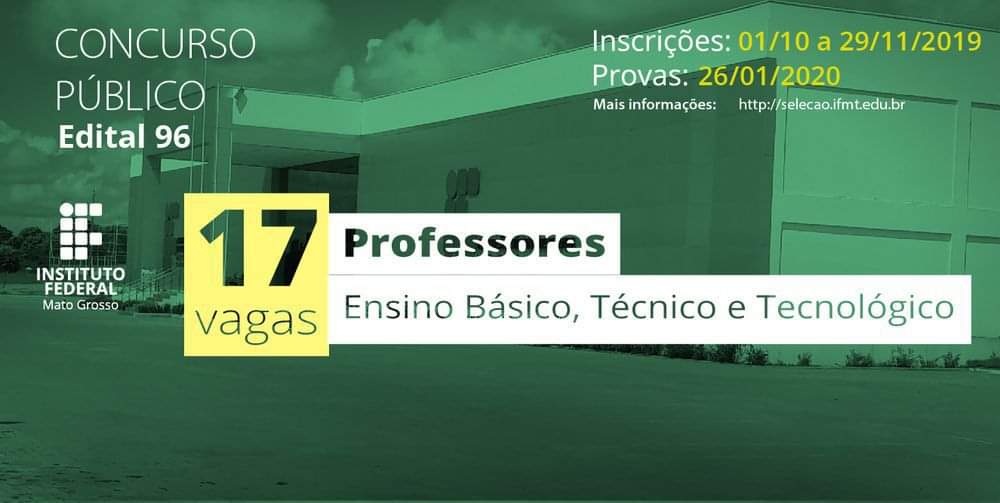 CONCURSO
PÚBLICO
Edital 96
Inscrições: 01/10 a 29/11/2019
Provas: 26/01/2020
Mais informações: http://selecao.ifmt.edu.br
INSTITUTO
FEDERAL
Mato Grosso
17
vagas
Professores
Ensino Básico, Técnico e Tecnológico